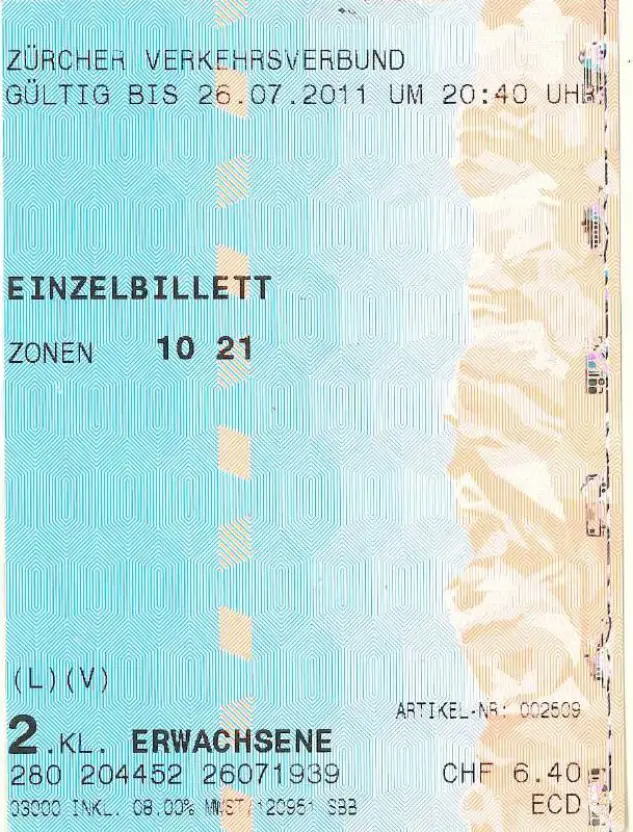 ZÜRCHER VERKEHRSVERBUND
GÜLTIG BIS 26.07.2011 UM 20:40 UHR
EINZELBILLETT
ZONEN 10 21
(L)(V)
ARTIKEL-NR: 002609
2.KL. ERWACHSENE
280 204452 26071939 CHF 6.40
03000 INKL. 08.00% MWST/120951 SBB ECD